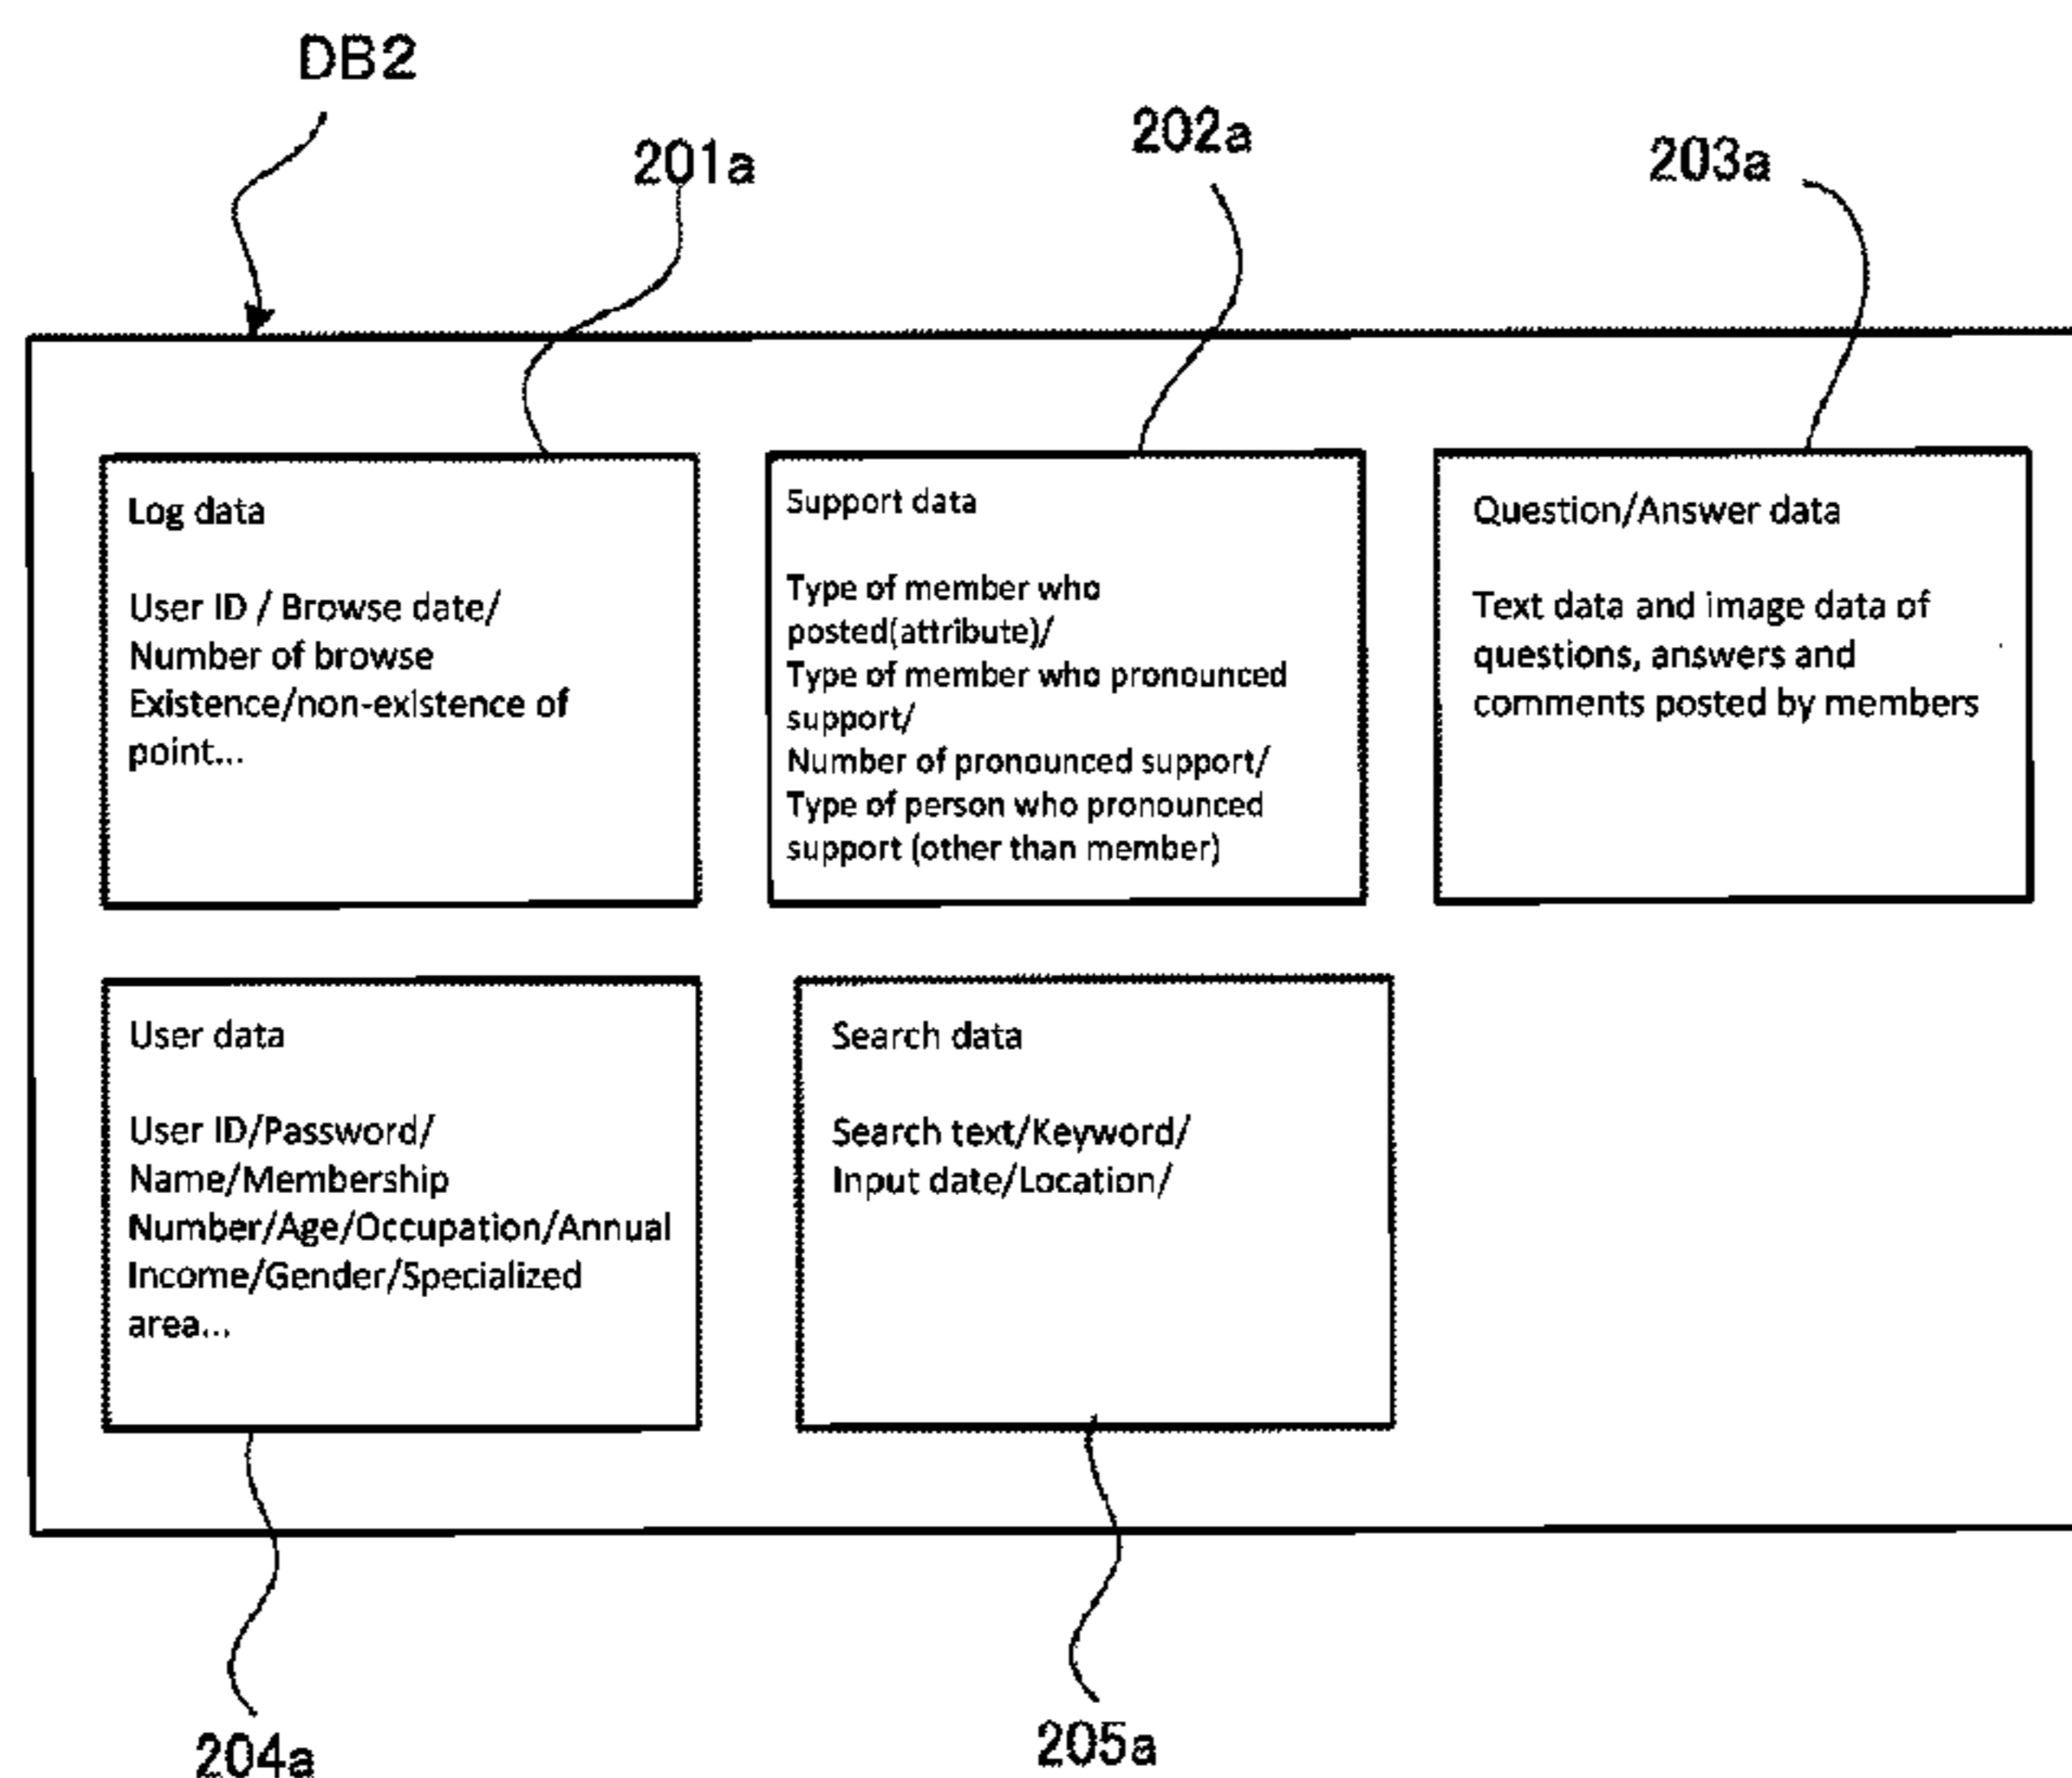 DB2
201a
202a
203a
Log data
User ID / Browse date/
Number of browse
Existence/non-existence of
point...
Support data
Type of member who
posted(attribute)/
Type of member who pronounced
support/
Number of pronounced support/
Type of person who pronounced
support (other than member)
Question/Answer data
Text data and image data of
questions, answers and
comments posted by members
User data
User ID/Password/
Name/Membership
Number/Age/Occupation/Annual
Income/Gender/Specialized
area...
Search data
Search text/Keyword/
Input date/Location/
204a
205a